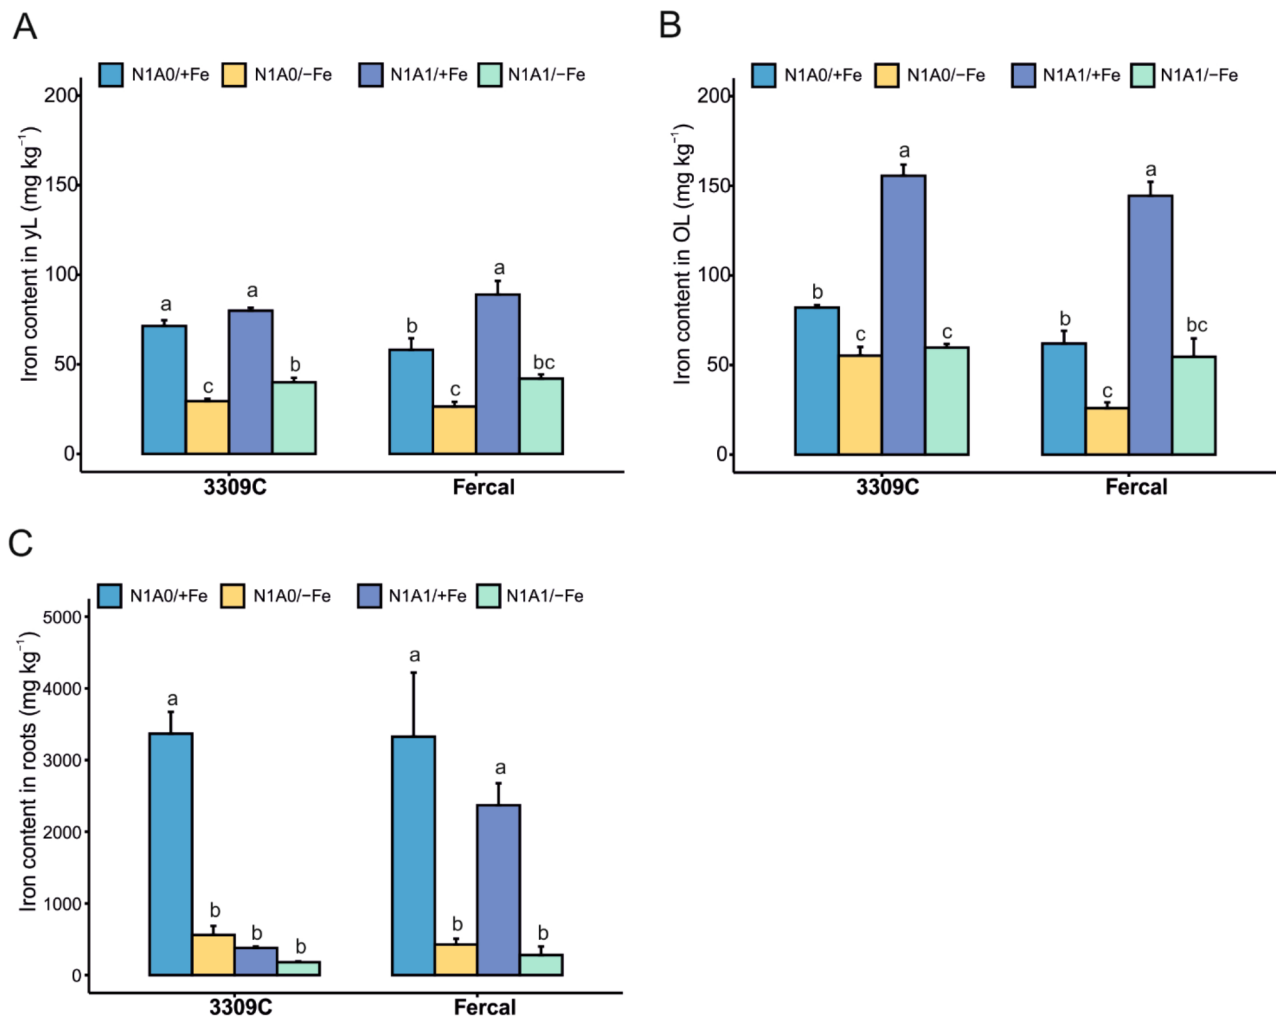 A
N1A0/+Fe N1A0/−Fe N1A1/+Fe N1A1/−Fe
Iron content in yL (mg kg⁻¹)
200
150
100
50
0
a
c
a
b
b
c
a
bc
3309C Fercal
B
N1A0/+Fe N1A0/−Fe N1A1/+Fe N1A1/−Fe
Iron content in OL (mg kg⁻¹)
200
150
100
50
0
b
c
a
c
b
c
a
bc
3309C Fercal
C
N1A0/+Fe N1A0/−Fe N1A1/+Fe N1A1/−Fe
Iron content in roots (mg kg⁻¹)
5000
4000
3000
2000
1000
0
a
b
b
b
a
b
a
b
3309C Fercal